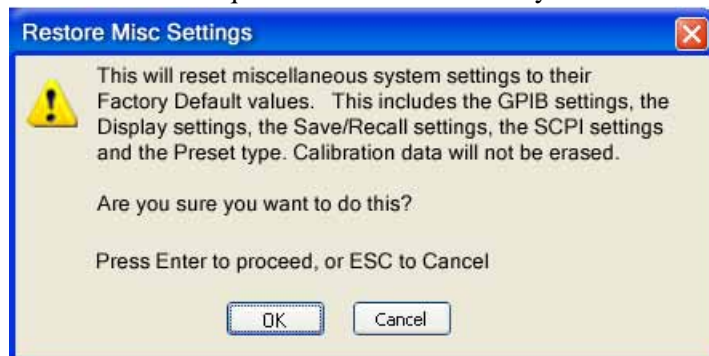 Restore Misc Settings
This will reset miscellaneous system settings to their
Factory Default values. This includes the GPIB settings, the
Display settings, the Save/Recall settings, the SCPI settings
and the Preset type. Calibration data will not be erased.
Are you sure you want to do this?
Press Enter to proceed, or ESC to Cancel
OK
Cancel